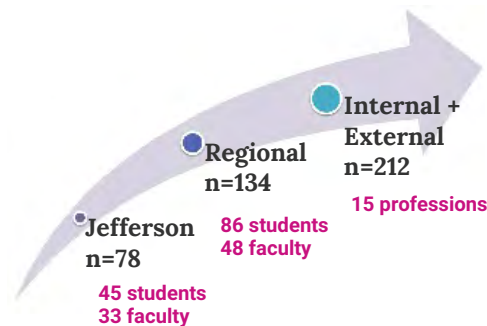 Jefferson
n=78
45 students
33 faculty
Regional
n=134
86 students
48 faculty
Internal +
External
n=212
15 professions